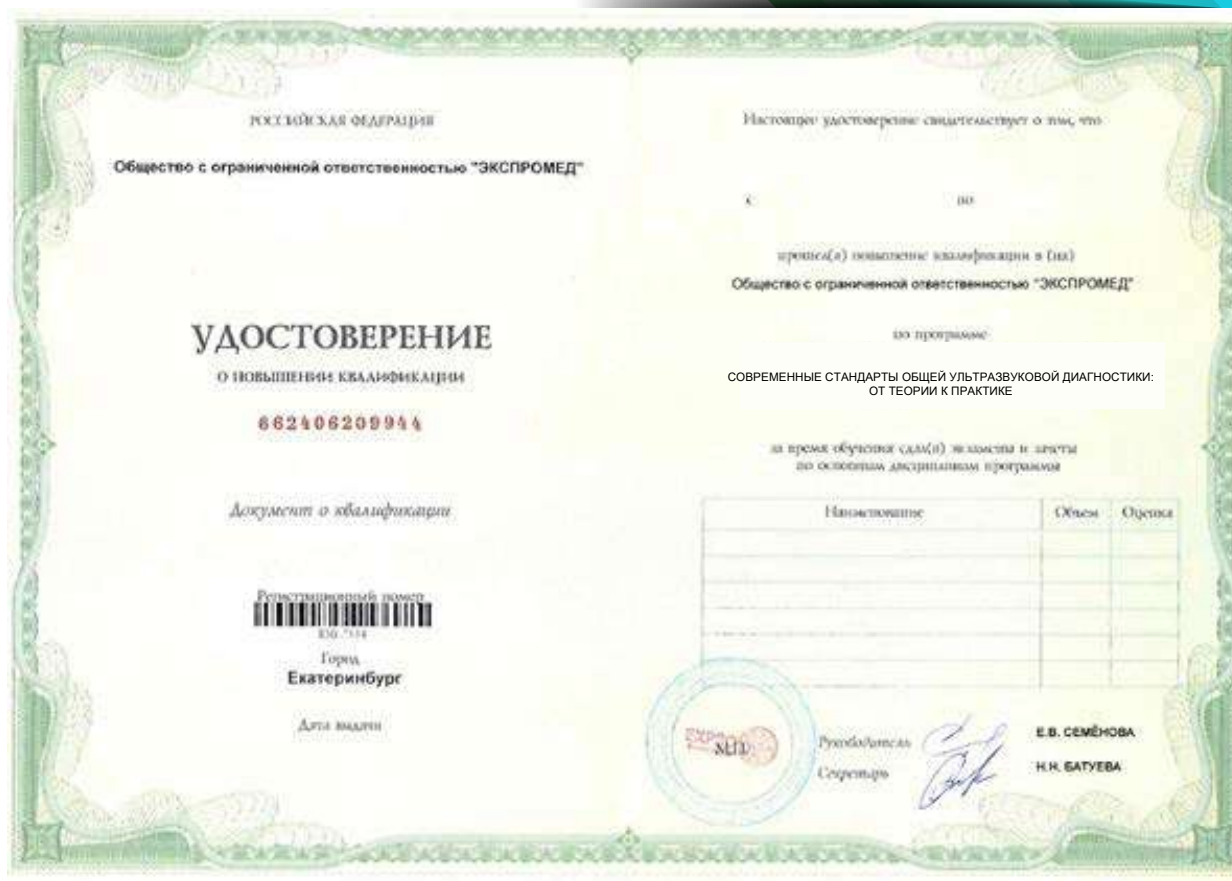 РОССИЙСКАЯ ФЕДЕРАЦИЯ
Общество с ограниченной ответственностью "ЭКСПРОМЕД"
УДОСТОВЕРЕНИЕ
О ПОВЫШЕНИИ КВАЛИФИКАЦИИ
662406209944
Документ о квалификации
Регистрационный номер
Город
Екатеринбург
Дата выдачи
Настоящее удостоверение свидетельствует о том, что
с по
прошел(а) повышение квалификации в (на)
Общество с ограниченной ответственностью "ЭКСПРОМЕД"
по программе
СОВРЕМЕННЫЕ СТАНДАРТЫ ОБЩЕЙ УЛЬТРАЗВУКОВОЙ ДИАГНОСТИКИ:
ОТ ТЕОРИИ К ПРАКТИКЕ
за время обучения сдал(а) экзамены и зачеты
по основным дисциплинам программы
Наименование Объем Оценка
М.П.
Руководитель Е.В. СЕМЁНОВА
Секретарь Н.Н. БАТУЕВА